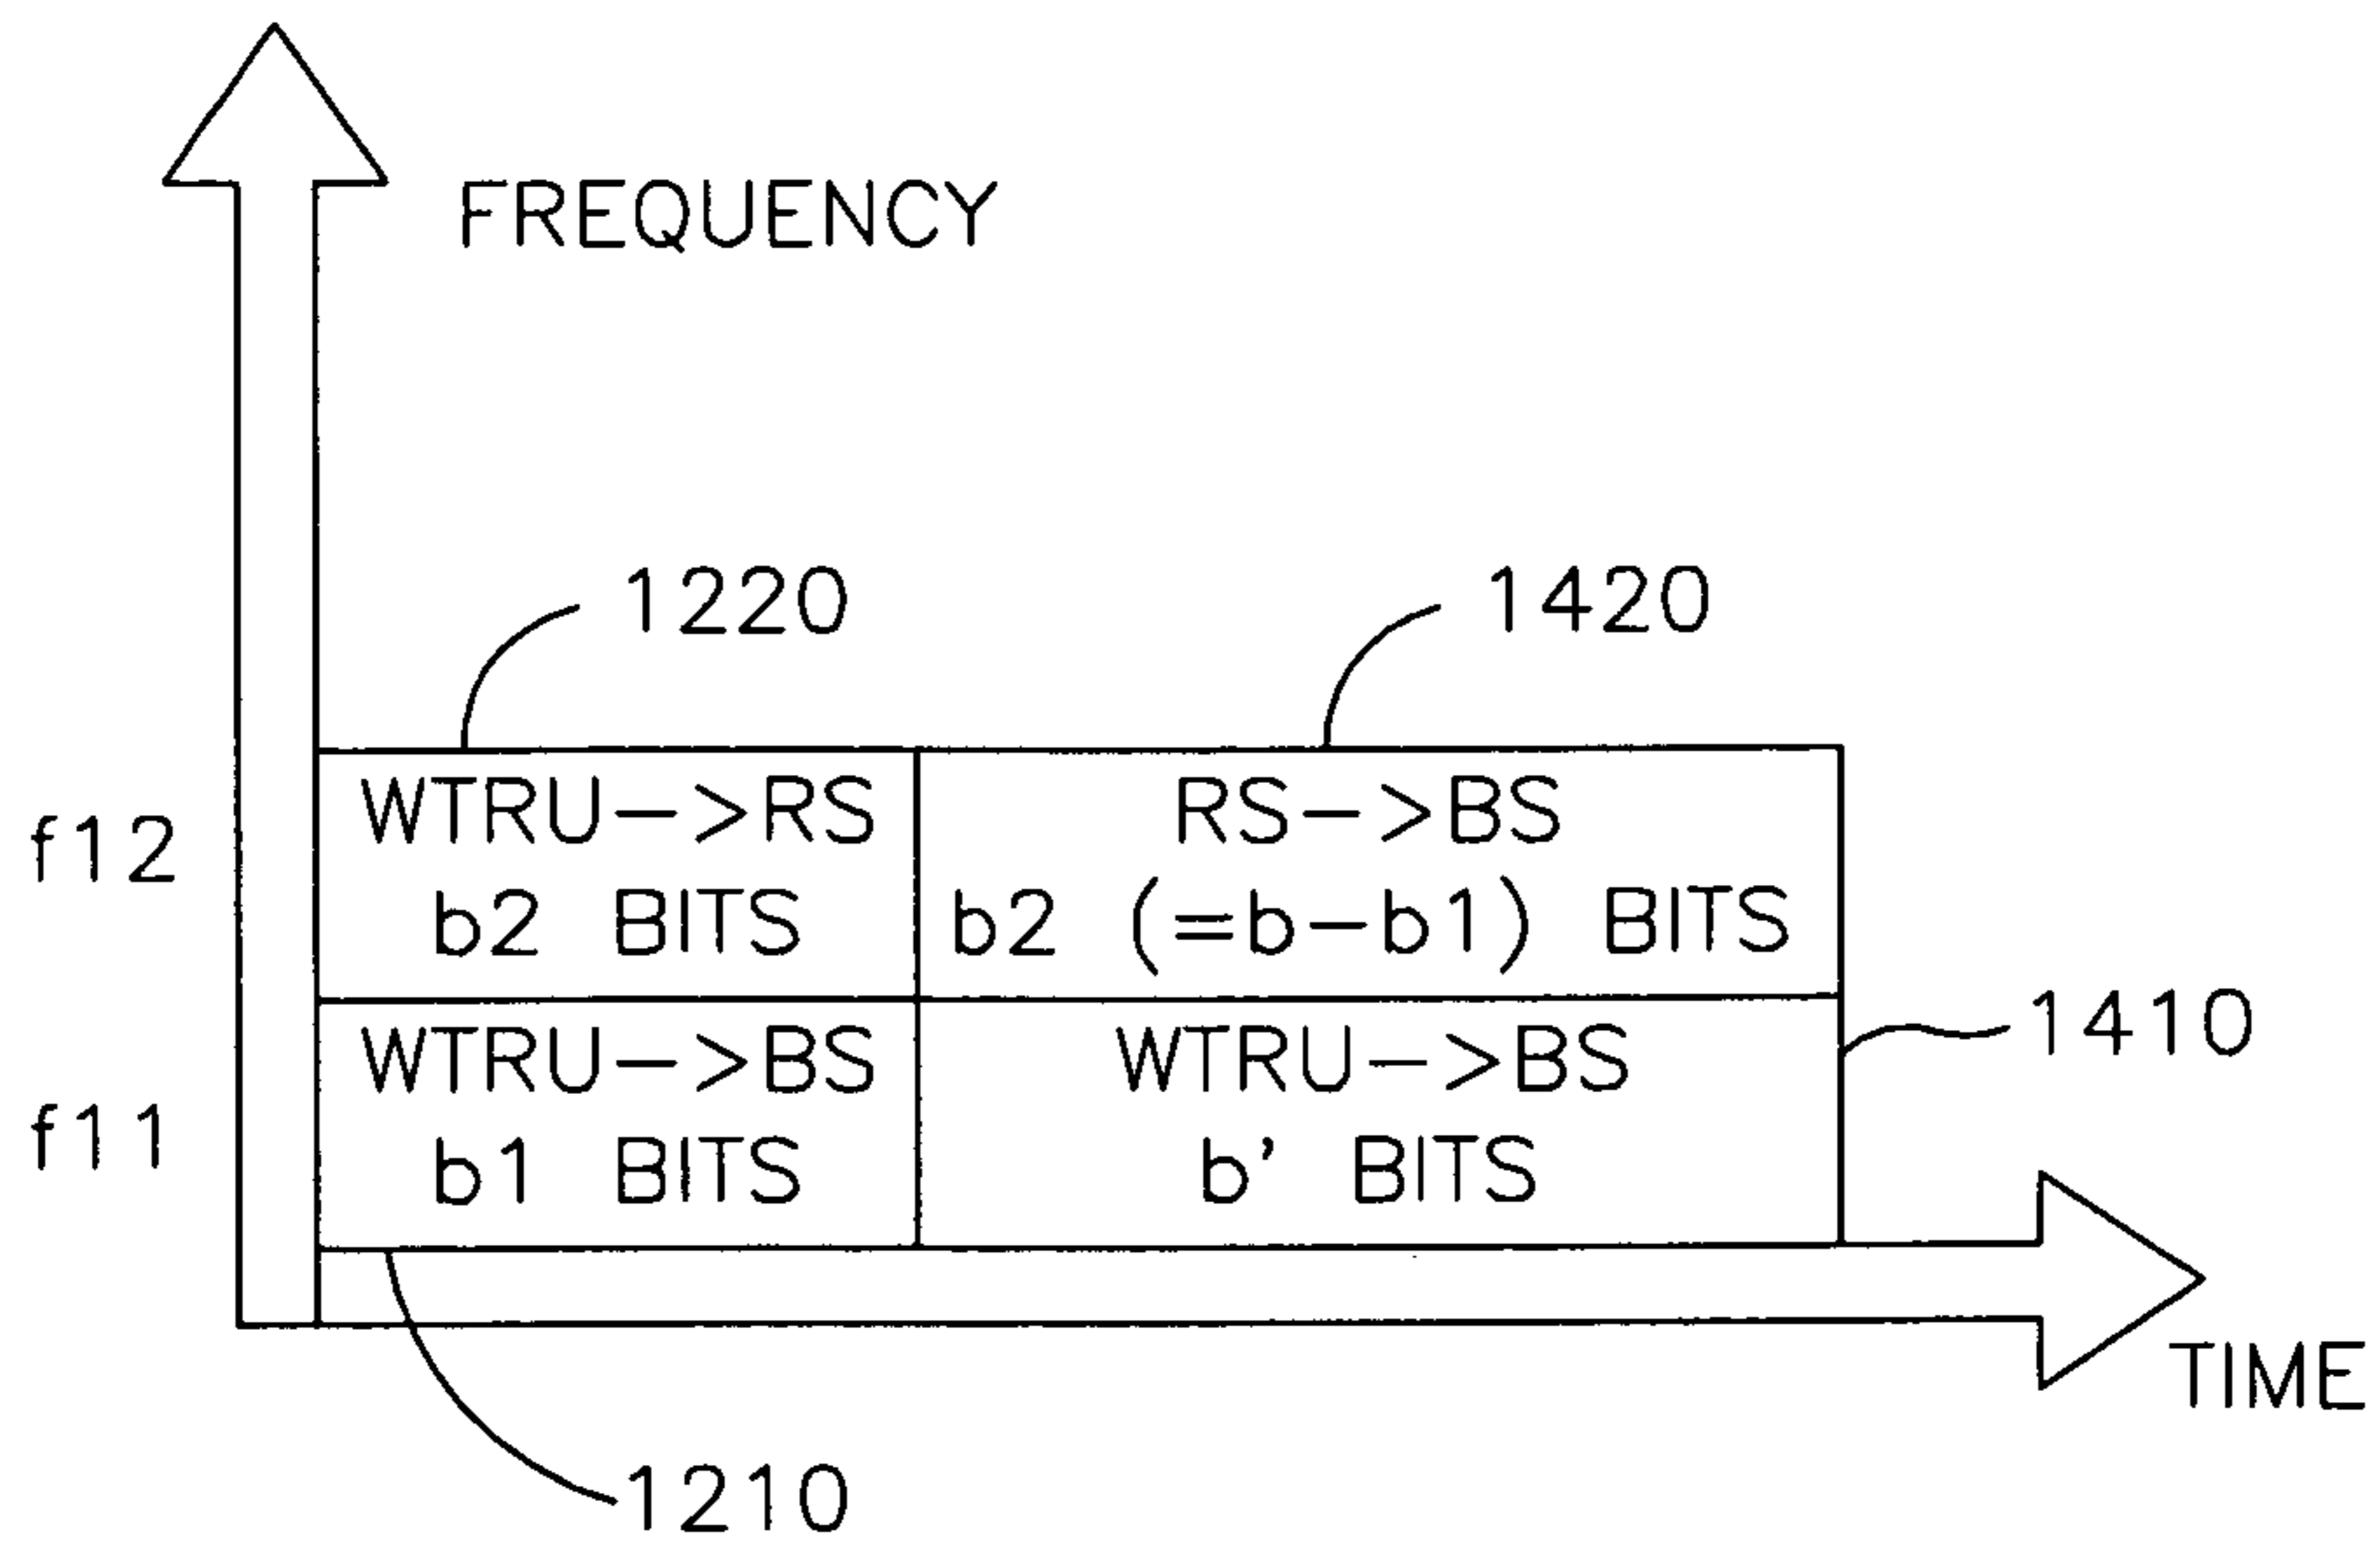 FREQUENCY
1220
1420
f12
WTRU->RS
b2 BITS
RS->BS
b2 (=b-b1) BITS
1410
f11
WTRU->BS
b1 BITS
WTRU->BS
b' BITS
TIME
1210